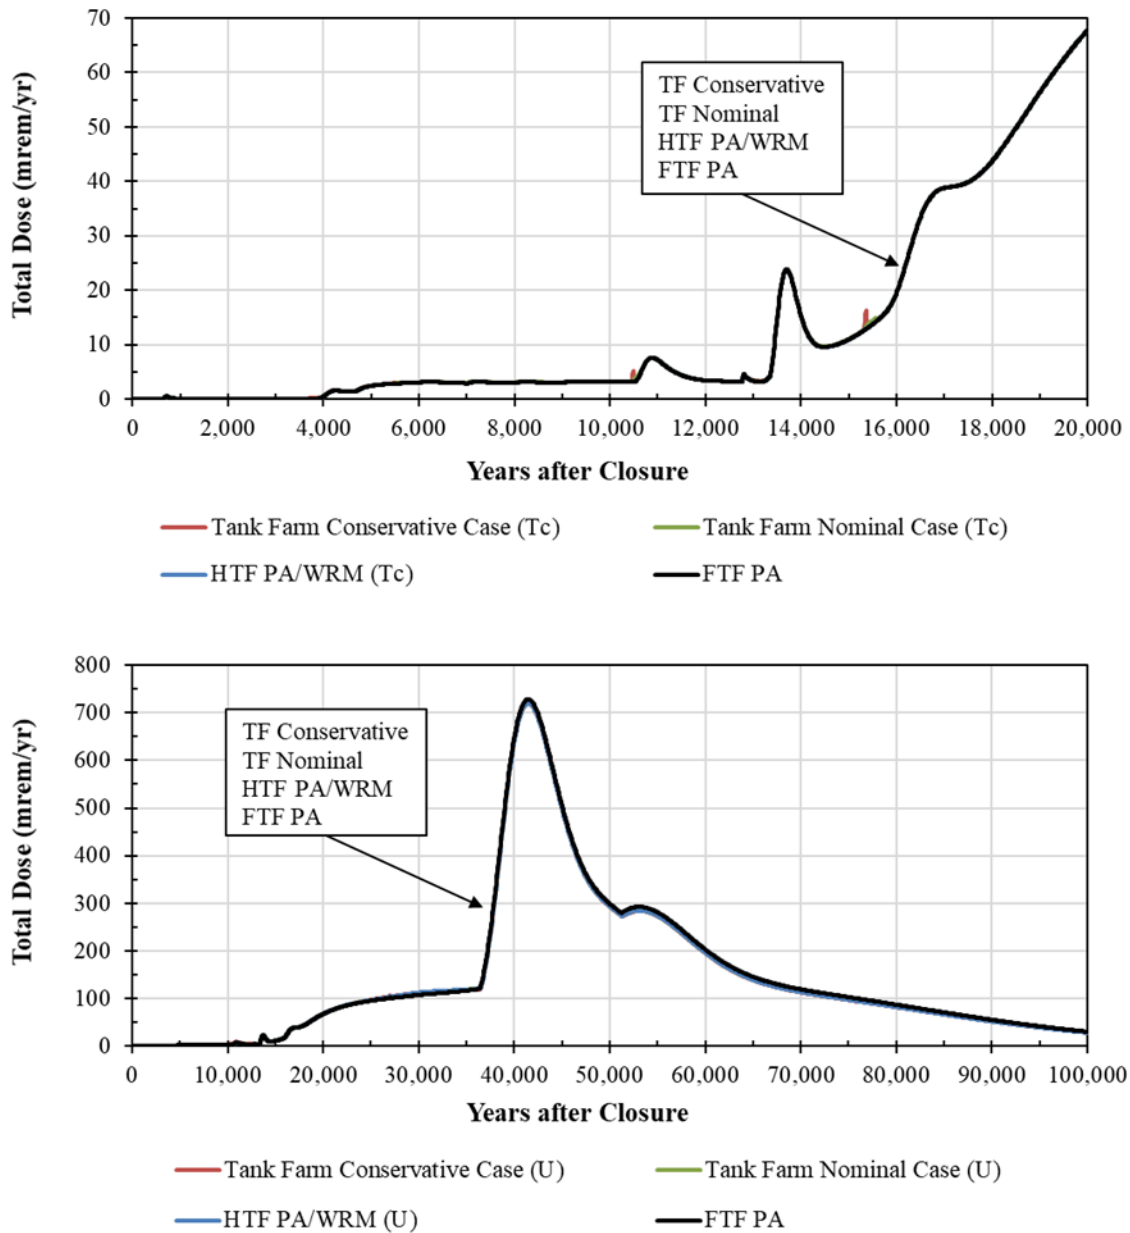 70
60
50
40
30
20
10
0
Total Dose (mrem/yr)
TF Conservative
TF Nominal
HTF PA/WRM
FTF PA
0 2,000 4,000 6,000 8,000 10,000 12,000 14,000 16,000 18,000 20,000
Years after Closure
Tank Farm Conservative Case (Tc) Tank Farm Nominal Case (Tc)
HTF PA/WRM (Tc) FTF PA
800
700
600
500
400
300
200
100
0
Total Dose (mrem/yr)
TF Conservative
TF Nominal
HTF PA/WRM
FTF PA
0 10,000 20,000 30,000 40,000 50,000 60,000 70,000 80,000 90,000 100,000
Years after Closure
Tank Farm Conservative Case (U) Tank Farm Nominal Case (U)
HTF PA/WRM (U) FTF PA